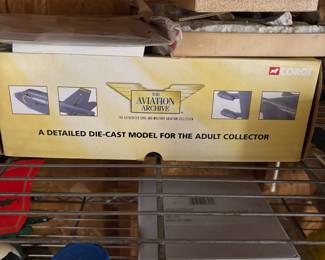 CORGI
THE
AVIATION
ARCHIVE
A DETAILED DIE-CAST MODEL FOR THE ADULT COLLECTOR